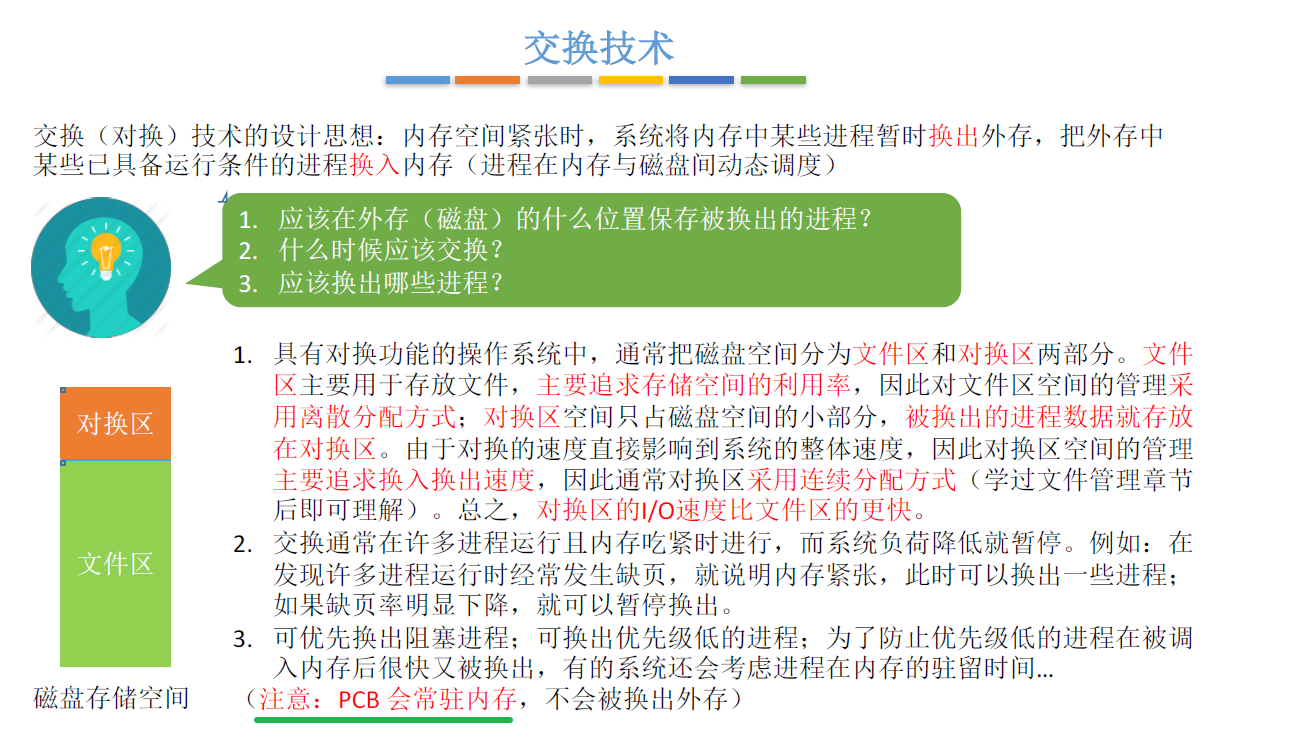 交换技术
交换（对换）技术的设计思想：内存空间紧张时，系统将内存中某些进程暂时换出外存，把外存中
某些已具备运行条件的进程换入内存（进程在内存与磁盘间动态调度）
1. 应该在外存（磁盘）的什么位置保存被换出的进程？
2. 什么时候应该交换？
3. 应该换出哪些进程？
1. 具有对换功能的操作系统中，通常把磁盘空间分为文件区和对换区两部分。文件
区主要用于存放文件，主要追求存储空间的利用率，因此对文件区空间的管理采
用离散分配方式；对换区空间只占磁盘空间的小部分，被换出的进程数据就存放
在对换区。由于对换的速度直接影响到系统的整体速度，因此对换区空间的管理
主要追求换入换出速度，因此通常对换区采用连续分配方式（学过文件管理章节
后即可理解）。总之，对换区的I/O速度比文件区的更快。
2. 交换通常在许多进程运行且内存吃紧时进行，而系统负荷降低就暂停。例如：在
发现许多进程运行时经常发生缺页，就说明内存紧张，此时可以换出一些进程；
如果缺页率明显下降，就可以暂停换出。
3. 可优先换出阻塞进程；可换出优先级低的进程；为了防止优先级低的进程在被调
入内存后很快又被换出，有的系统还会考虑进程在内存的驻留时间…
（注意：PCB 会常驻内存，不会被换出外存）
对换区
文件区
磁盘存储空间